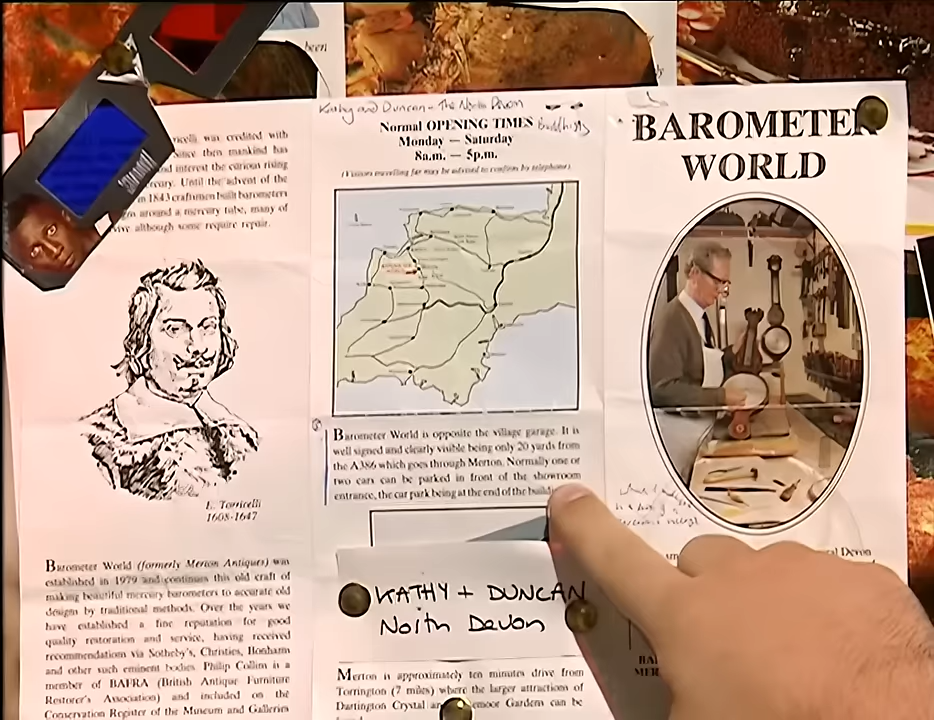 been
ricelli was credited with
since then mankind has
interest the curious rising
Until the advent of the
1843 craftsmen built barometers
around a mercury tube, many of
although some require repair.
E. Torricelli
1608-1647
Barometer World (formerly Merton Antiques) was
established in 1979 and continues this old craft of
making beautiful mercury barometers to accurate old
designs by traditional methods. Over the years we
have established a fine reputation for good
quality restoration and service, having received
recommendations via Sotheby's, Christies, Bonhams
and other such eminent bodies. Philip Collins is a
member of BAFRA (British Antique Furniture
Restorer's Association) and included on the
Conservation Register of the Museum and Galleries
Kathy and Duncan - The North Devon
Buddhists
Normal OPENING TIMES
Monday — Saturday
8a.m. — 5p.m.
(Visitors travelling far may be advised to confirm by telephone)
Barometer World is opposite the village garage. It is
well signed and clearly visible being only 20 yards from
the A386 which goes through Merton. Normally one or
two cars can be parked in front of the showroom
entrance, the car park being at the end of the build
KATHY + DUNCAN
North Devon
Merton is approximately ten minutes drive from
Torrington (7 miles) where the larger attractions of
Dartington Crystal and emoor Gardens can be
BAROMETER
WORLD
Devon